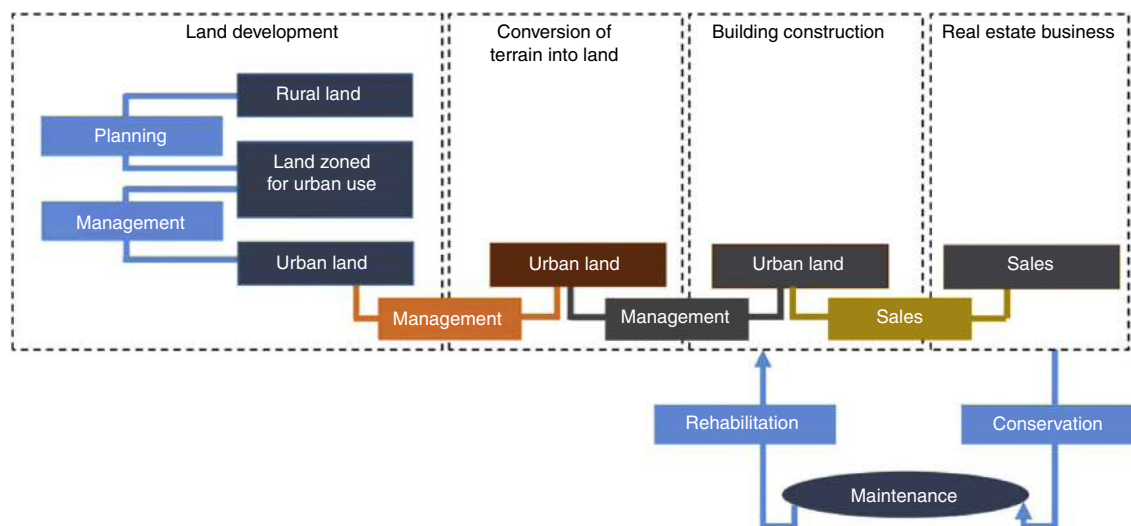 Land development
Conversion of
terrain into land
Building construction
Real estate business
Rural land
Planning
Land zoned
for urban use
Management
Urban land
Urban land
Urban land
Sales
Management
Management
Sales
Rehabilitation
Conservation
Maintenance